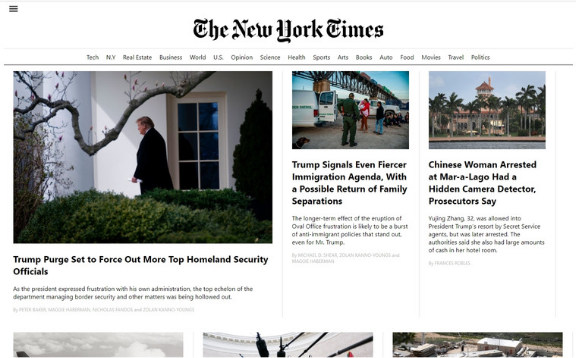 The New York Times
Tech N.Y Real Estate Business World U.S. Opinion Science Health Sports Arts Books Auto Food Movies Travel Politics
Trump Purge Set to Force Out More Top Homeland Security
Officials
As the president expressed frustration with his own administration, the top echelon of the
department managing border security and other matters was being hollowed out.
By PETER BAKER, MAGGIE HABERMAN, NICHOLAS FANDOS and ZOLAN KANNO-YOUNGS
Trump Signals Even Fiercer
Immigration Agenda, With
a Possible Return of Family
Separations
The longer-term effect of the eruption of
Oval Office frustration is likely to be a burst
of anti-immigrant policies that stand out,
even for Mr. Trump.
By MICHAEL D. SHEAR, ZOLAN KANNO-YOUNGS and
MAGGIE HABERMAN
Chinese Woman Arrested
at Mar-a-Lago Had a
Hidden Camera Detector,
Prosecutors Say
Yujing Zhang, 32, was allowed into
President Trump's resort by Secret Service
agents, but was later arrested. The
authorities said she also had large amounts
of cash in her hotel room.
By FRANCES ROBLES